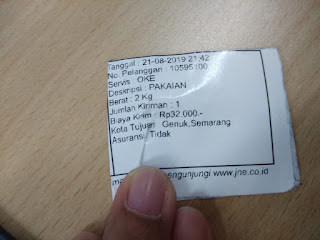 Tanggal : 21-08-2019 21:42
No. Pelanggan : 10595100
Servis : OKE
Deskripsi : PAKAIAN
Berat : 2 Kg
Jumlah Kiriman : 1
Biaya Kirim : Rp32.000.-
Kota Tujuan : Genuk,Semarang
Asuransi : Tidak
engunjungi www.jne.co.id